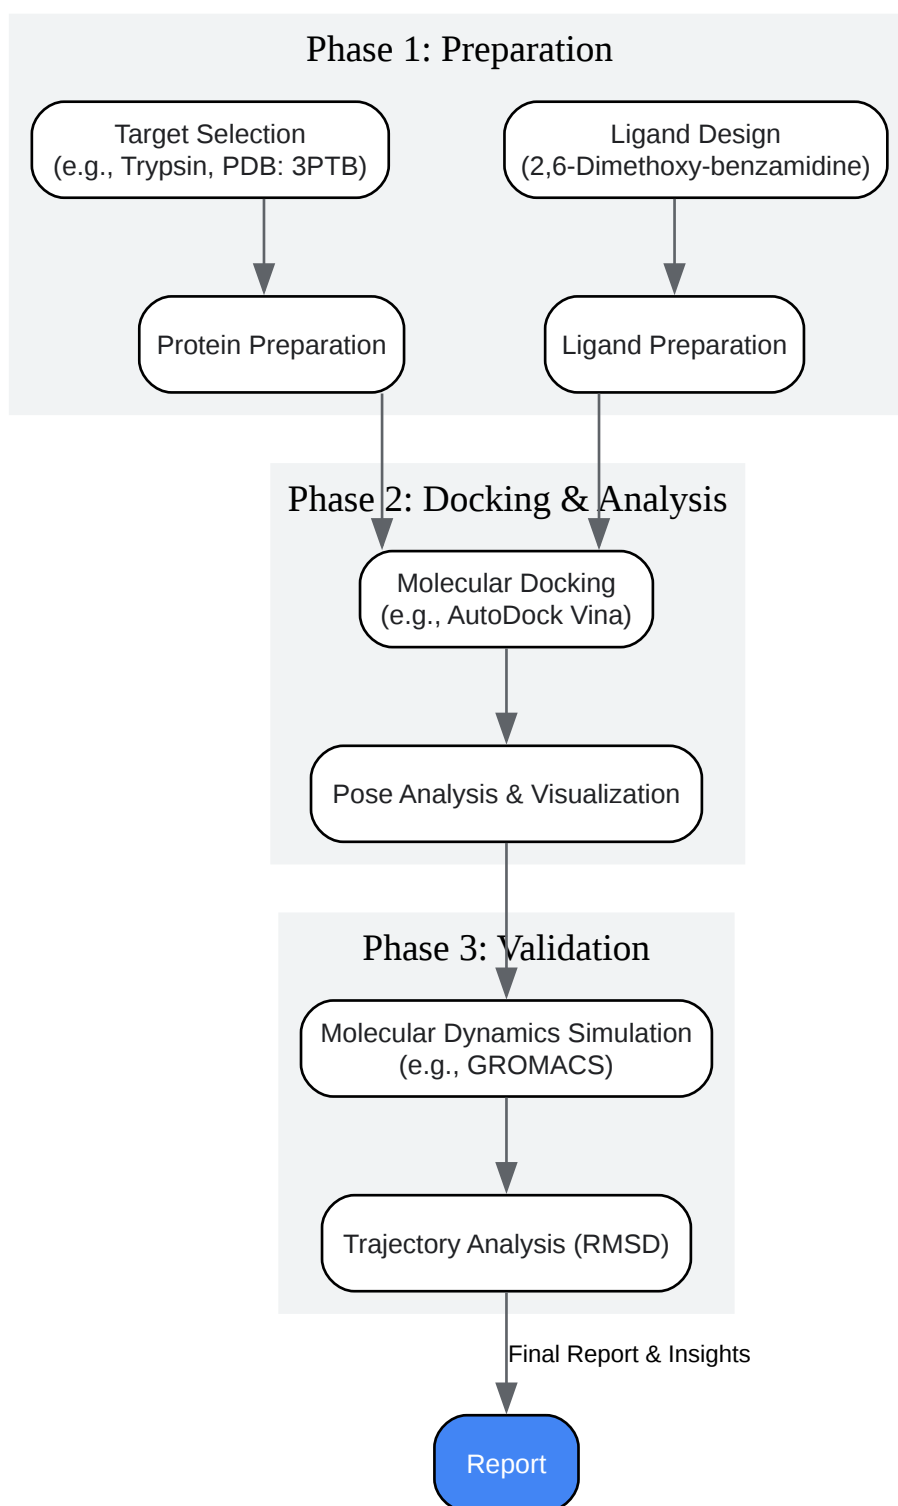 Phase 1: Preparation
Target Selection
(e.g., Trypsin, PDB: 3PTB)
Ligand Design
(2,6-Dimethoxy-benzamidine)
Protein Preparation
Ligand Preparation
Phase 2: Docking & Analysis
Molecular Docking
(e.g., AutoDock Vina)
Pose Analysis & Visualization
Phase 3: Validation
Molecular Dynamics Simulation
(e.g., GROMACS)
Trajectory Analysis (RMSD)
Final Report & Insights
Report